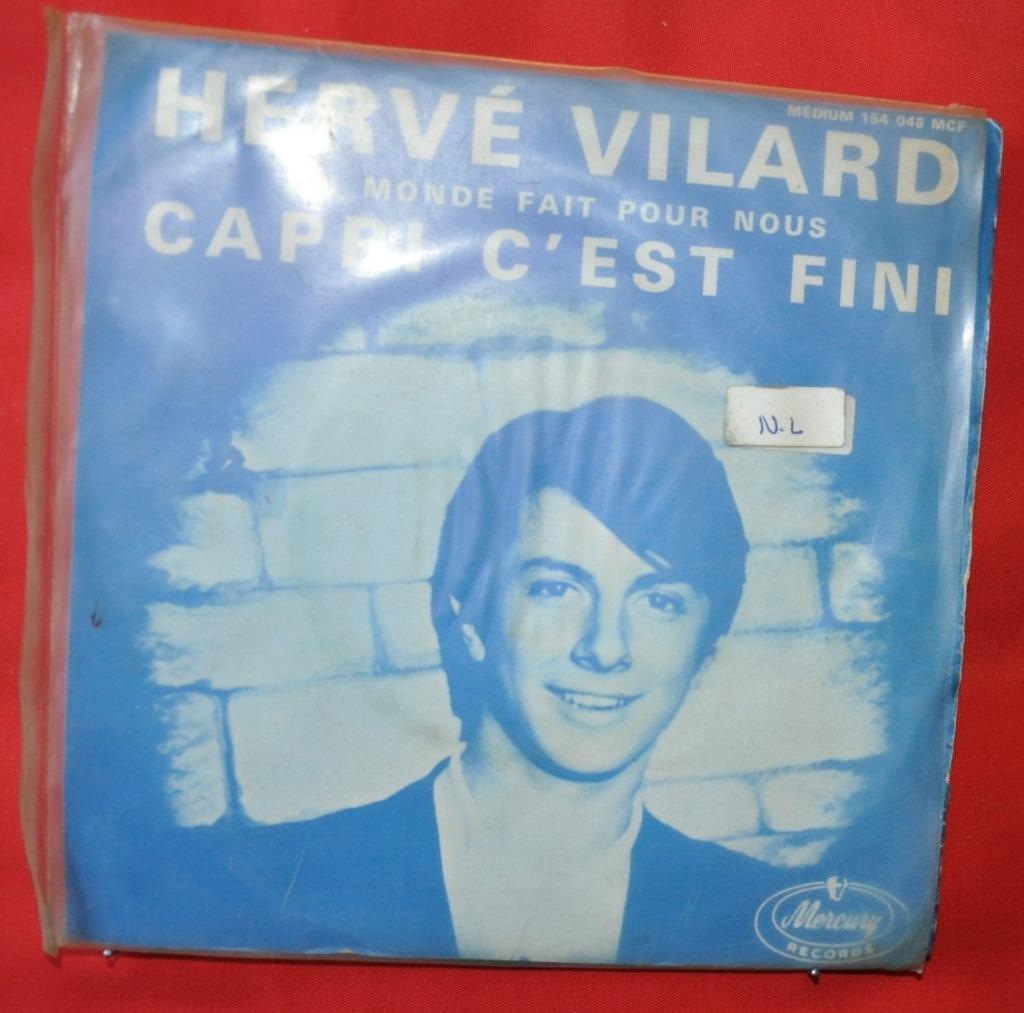 MÉDIUM 154 048 MCF
HERVÉ VILARD
MONDE FAIT POUR NOUS
CAPRI C'EST FINI
N.L
Mercury
RECORDS